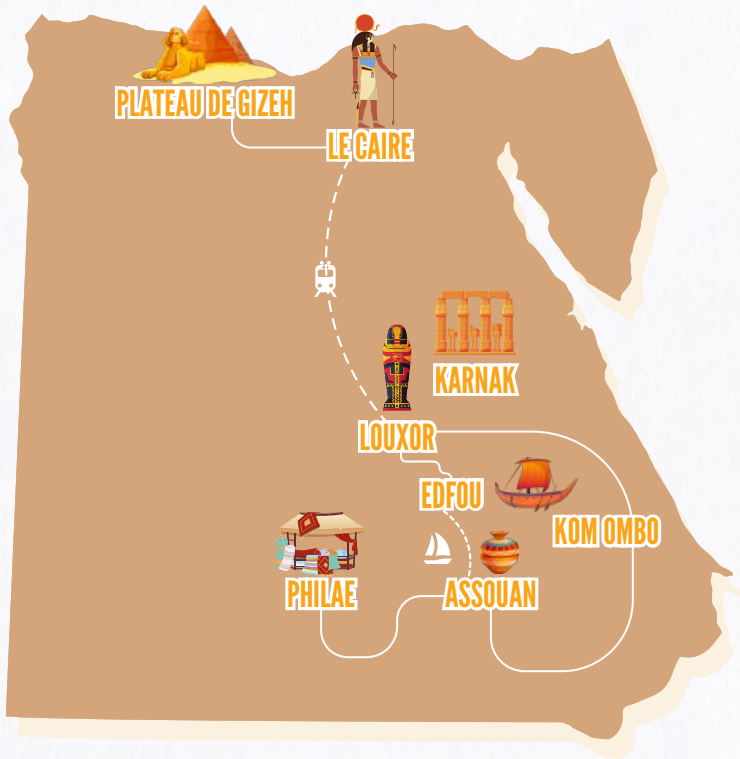 PLATEAU DE GIZEH
LE CAIRE
KARNAK
LOUXOR
EDFOU
KOM OMBO
PHILAE
ASSOUAN